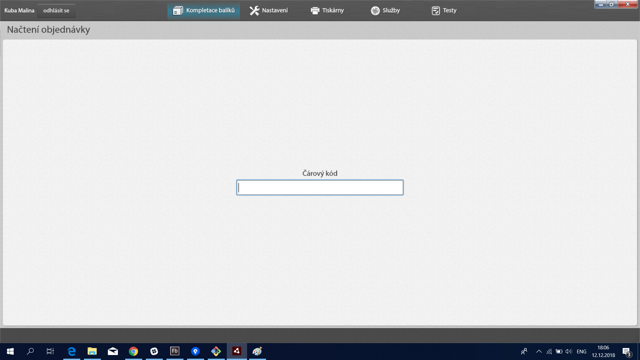 Kuba Malina
odhlásit se
Kompletace balíků
Nastavení
Tiskárny
Služby
Testy
Načtení objednávky
Čárový kód
Fb
ENG
18:06
12.12.2018